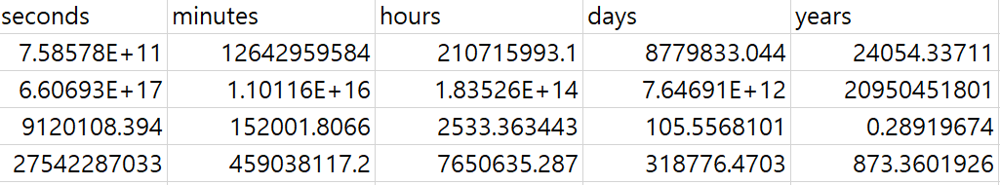 seconds minutes hours days years
7.58578E+11 12642959584 210715993.1 8779833.044 24054.33711
6.60693E+17 1.10116E+16 1.83526E+14 7.64691E+12 20950451801
9120108.394 152001.8066 2533.363443 105.5568101 0.28919674
27542287033 459038117.2 7650635.287 318776.4703 873.3601926